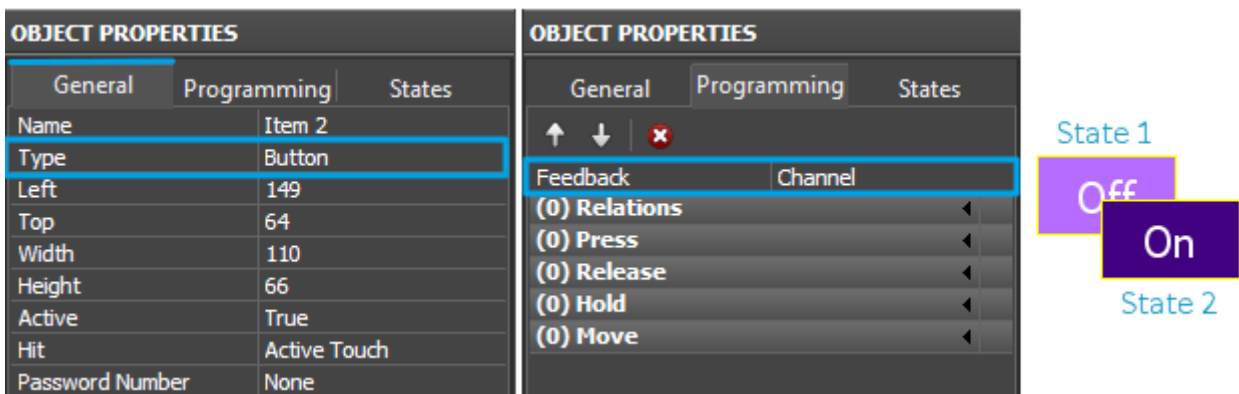 OBJECT PROPERTIES
General Programming States
Name Item 2
Type Button
Left 149
Top 64
Width 110
Height 66
Active True
Hit Active Touch
Password Number None
OBJECT PROPERTIES
General Programming States
Feedback Channel
(0) Relations
(0) Press
(0) Release
(0) Hold
(0) Move
State 1
Off
On
State 2